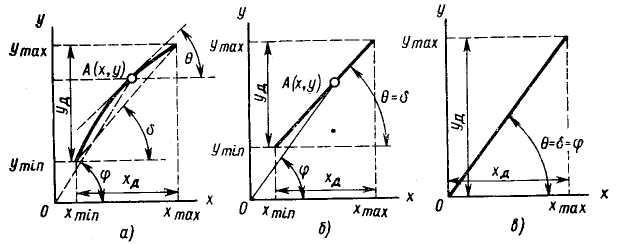 y
y max
A(x,y)
θ
y д
δ
y min
φ
x д
0
x min
x max
x
а)
y
y max
A(x,y)
y д
θ=δ
y min
φ
x д
0
x min
x max
x
б)
y
y max
y д
θ=δ=φ
x д
0
x max
x
в)